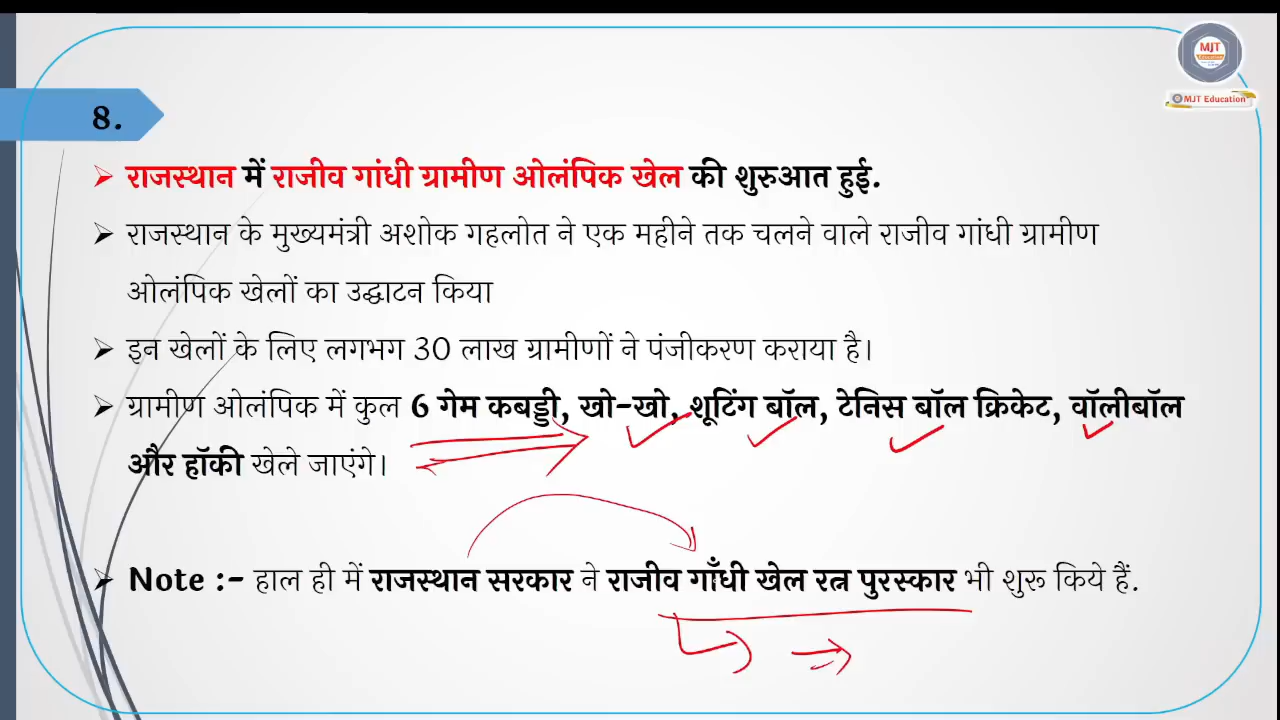 MJT
Education
MJT Education
8.
राजस्थान में राजीव गांधी ग्रामीण ओलंपिक खेल की शुरुआत हुई.
राजस्थान के मुख्यमंत्री अशोक गहलोत ने एक महीने तक चलने वाले राजीव गांधी ग्रामीण
ओलंपिक खेलों का उद्घाटन किया
इन खेलों के लिए लगभग 30 लाख ग्रामीणों ने पंजीकरण कराया है।
ग्रामीण ओलंपिक में कुल 6 गेम कबड्डी, खो-खो, शूटिंग बॉल, टेनिस बॉल क्रिकेट, वॉलीबॉल
और हॉकी खेले जाएंगे।
Note :- हाल ही में राजस्थान सरकार ने राजीव गाँधी खेल रत्न पुरस्कार भी शुरू किये हैं.